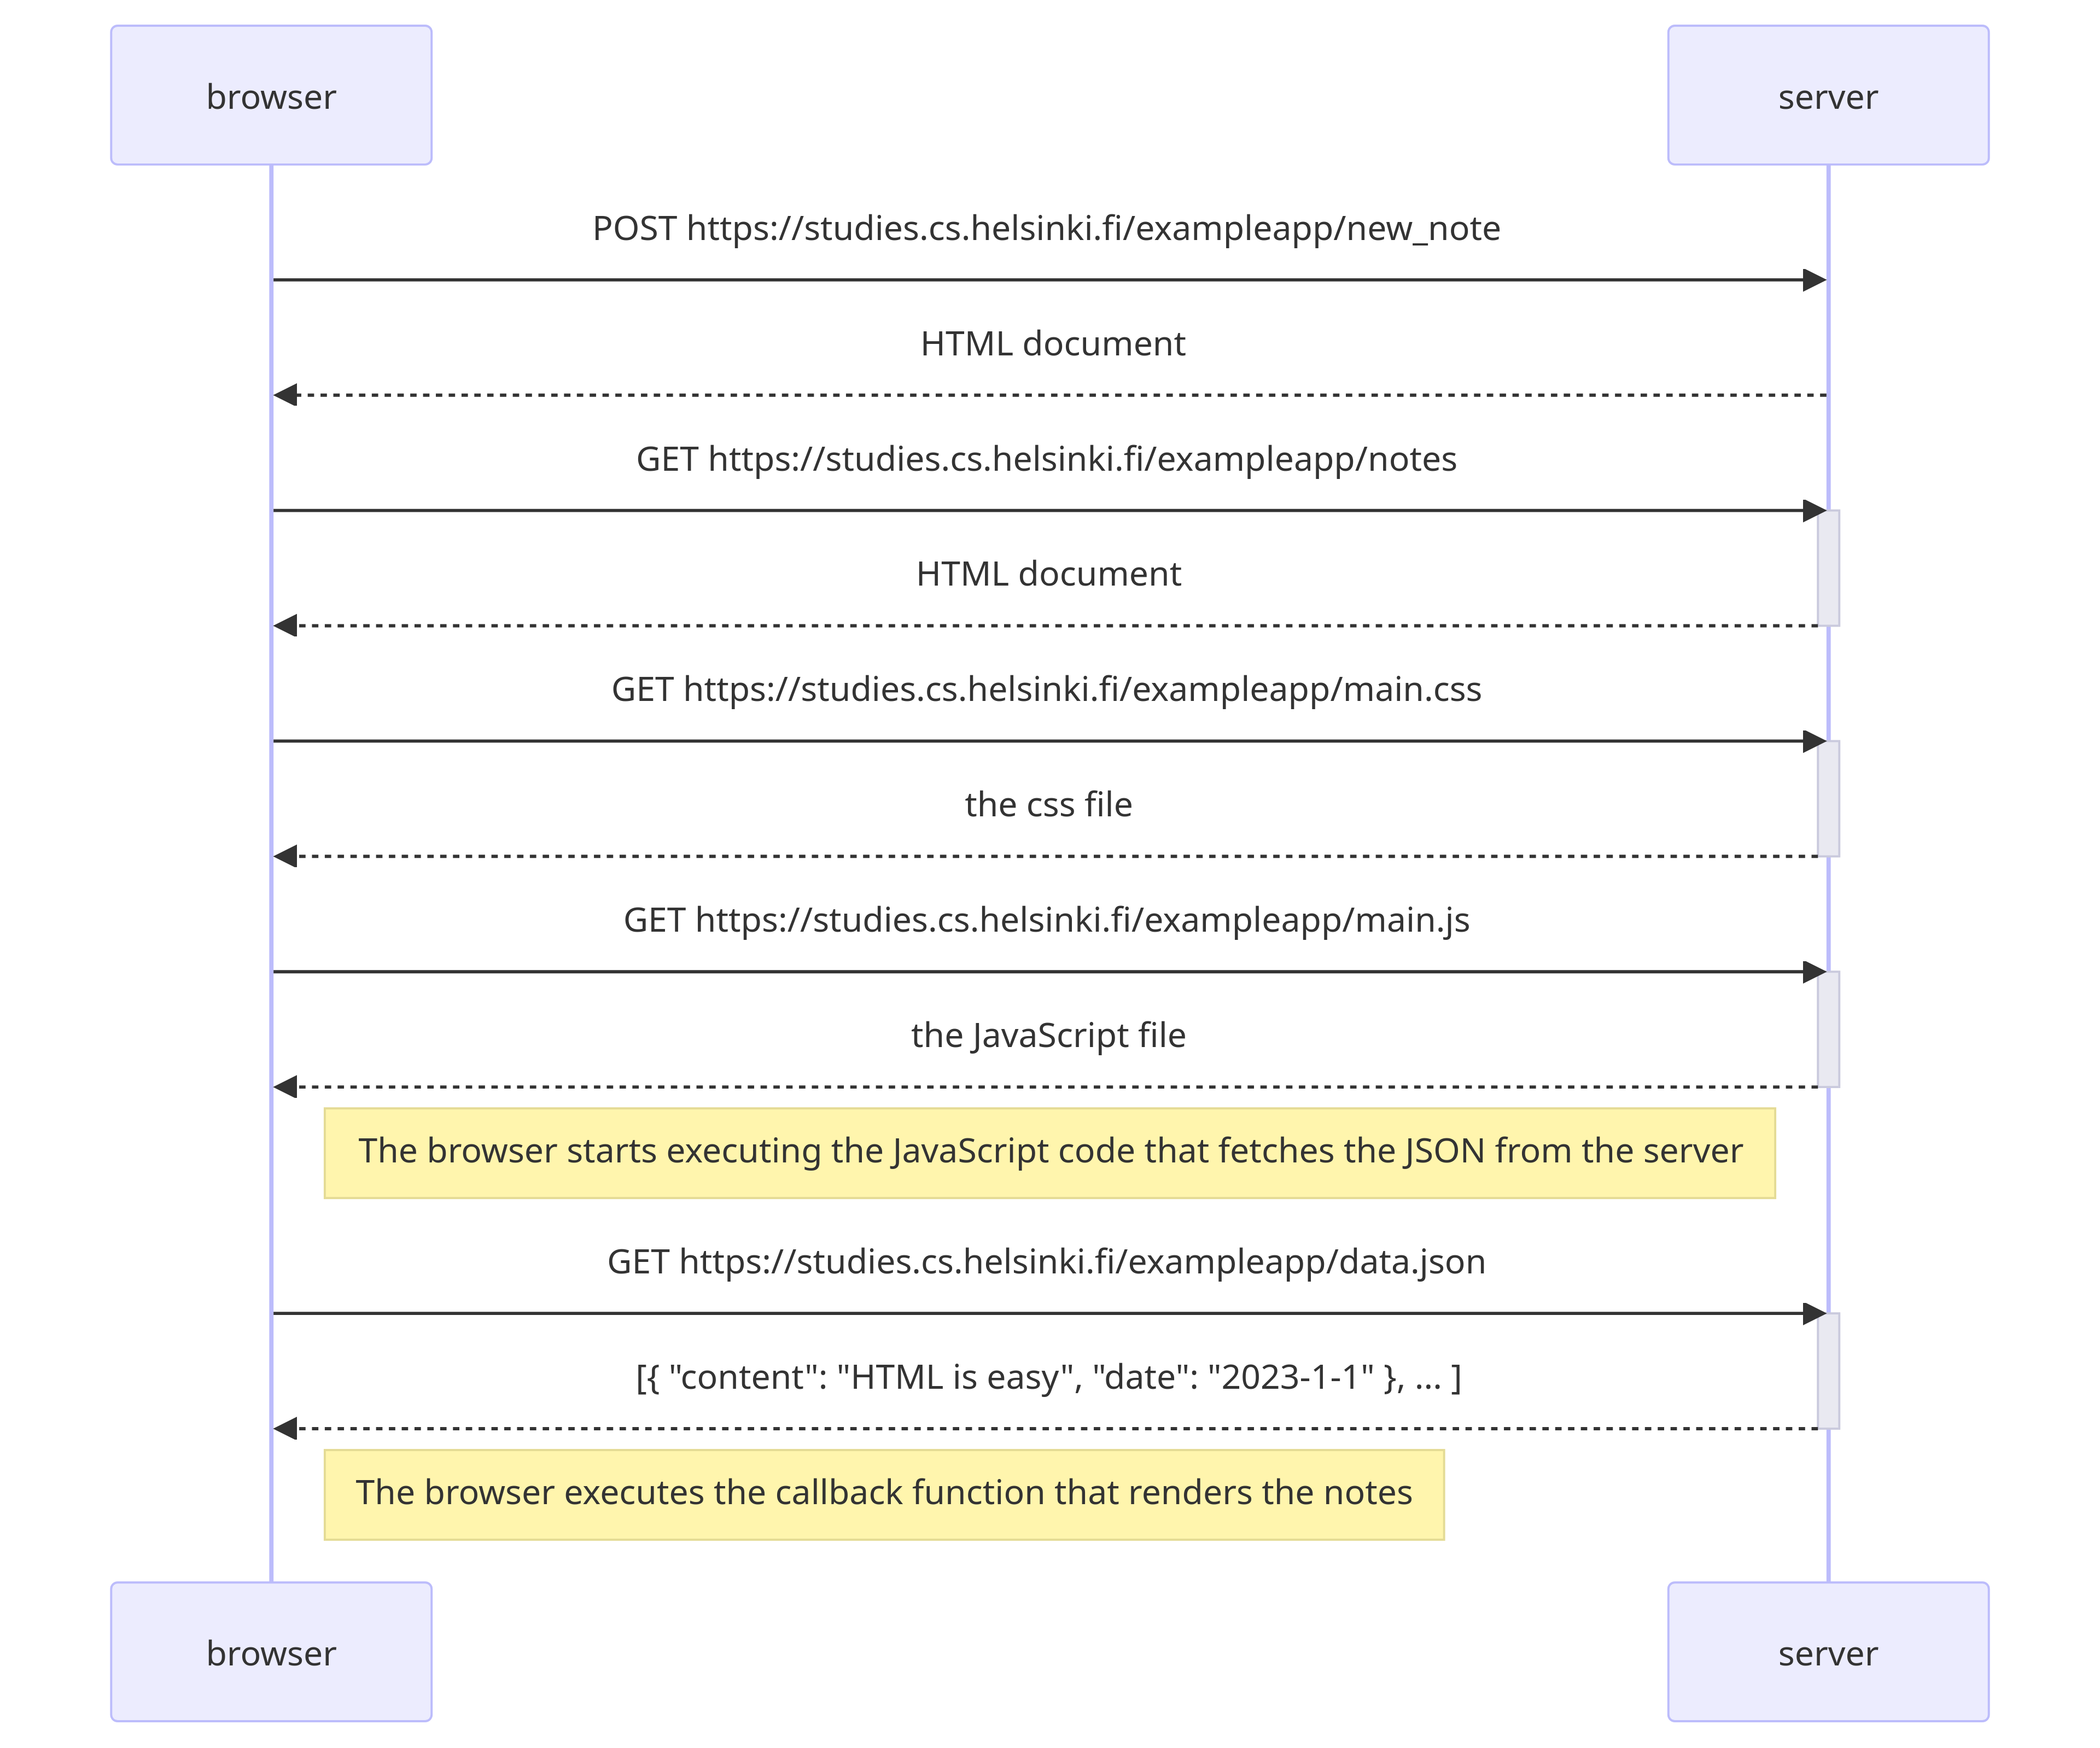 browser
server
POST https://studies.cs.helsinki.fi/exampleapp/new_note
HTML document
GET https://studies.cs.helsinki.fi/exampleapp/notes
HTML document
GET https://studies.cs.helsinki.fi/exampleapp/main.css
the css file
GET https://studies.cs.helsinki.fi/exampleapp/main.js
the JavaScript file
The browser starts executing the JavaScript code that fetches the JSON from the server
GET https://studies.cs.helsinki.fi/exampleapp/data.json
[{ "content": "HTML is easy", "date": "2023-1-1" }, ... ]
The browser executes the callback function that renders the notes
browser
server